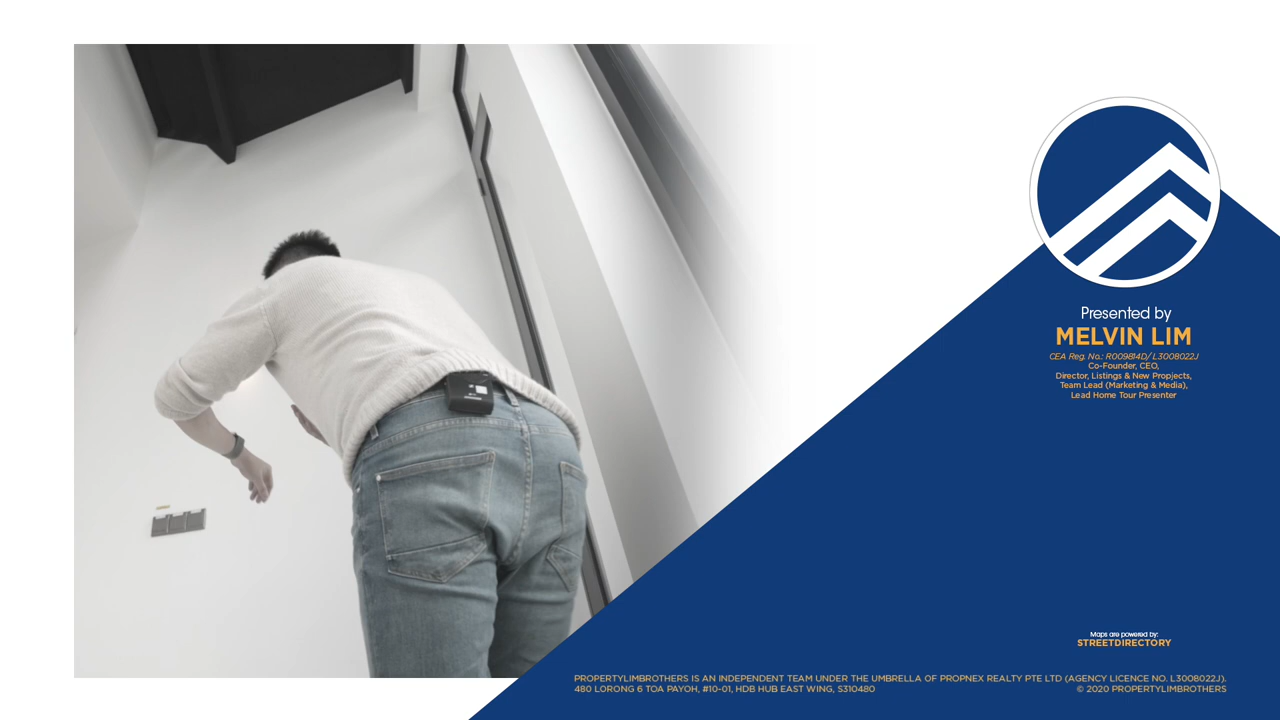 Presented by
MELVIN LIM
CEA Reg. No.: R009814D/ L3008022J
Co-Founder, CEO,
Director, Listings & New Propjects,
Team Lead (Marketing & Media),
Lead Home Tour Presenter
Maps are powered by:
STREETDIRECTORY
PROPERTYLIMBROTHERS IS AN INDEPENDENT TEAM UNDER THE UMBRELLA OF PROPNEX REALTY PTE LTD (AGENCY LICENCE NO. L3008022J).
480 LORONG 6 TOA PAYOH, #10-01, HDB HUB EAST WING, S310480 © 2020 PROPERTYLIMBROTHERS